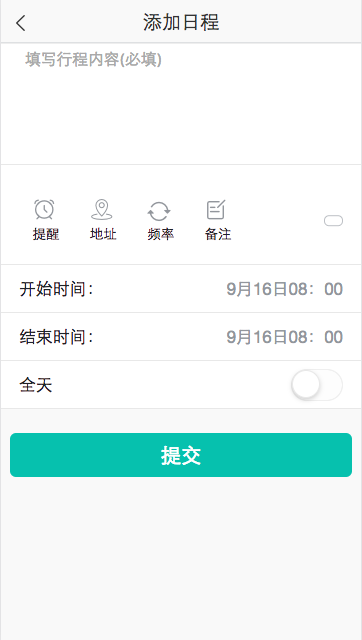 添加日程
填写行程内容(必填)
提醒 地址 频率 备注
开始时间： 9月16日08：00
结束时间： 9月16日08：00
全天
提交